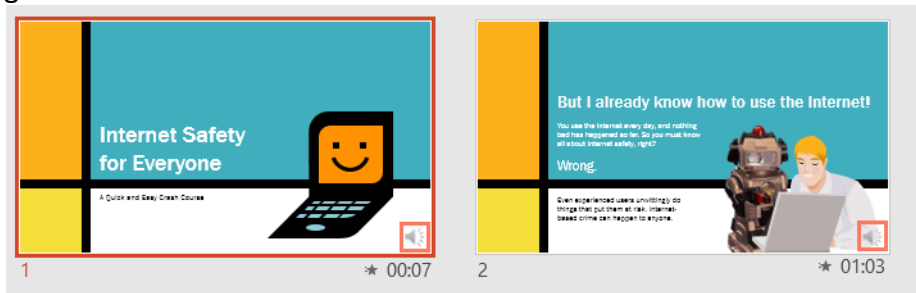 Internet Safety
for Everyone
A Quick and Easy Crash Course
1
00:07
But I already know how to use the Internet!
You use the Internet every day, and nothing
bad has happened so far. So you must know
all about Internet safety, right?
Wrong.
Even experienced users unwittingly do
things that put them at risk. Internet-
based crime can happen to anyone.
2
01:03